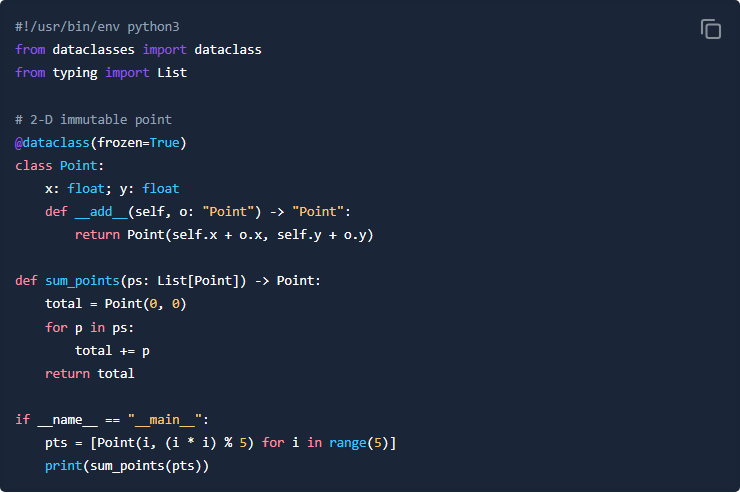 #!/usr/bin/env python3
from dataclasses import dataclass
from typing import List

# 2-D immutable point
@dataclass(frozen=True)
class Point:
    x: float; y: float
    def __add__(self, o: "Point") -> "Point":
        return Point(self.x + o.x, self.y + o.y)

def sum_points(ps: List[Point]) -> Point:
    total = Point(0, 0)
    for p in ps:
        total += p
    return total

if __name__ == "__main__":
    pts = [Point(i, (i * i) % 5) for i in range(5)]
    print(sum_points(pts))